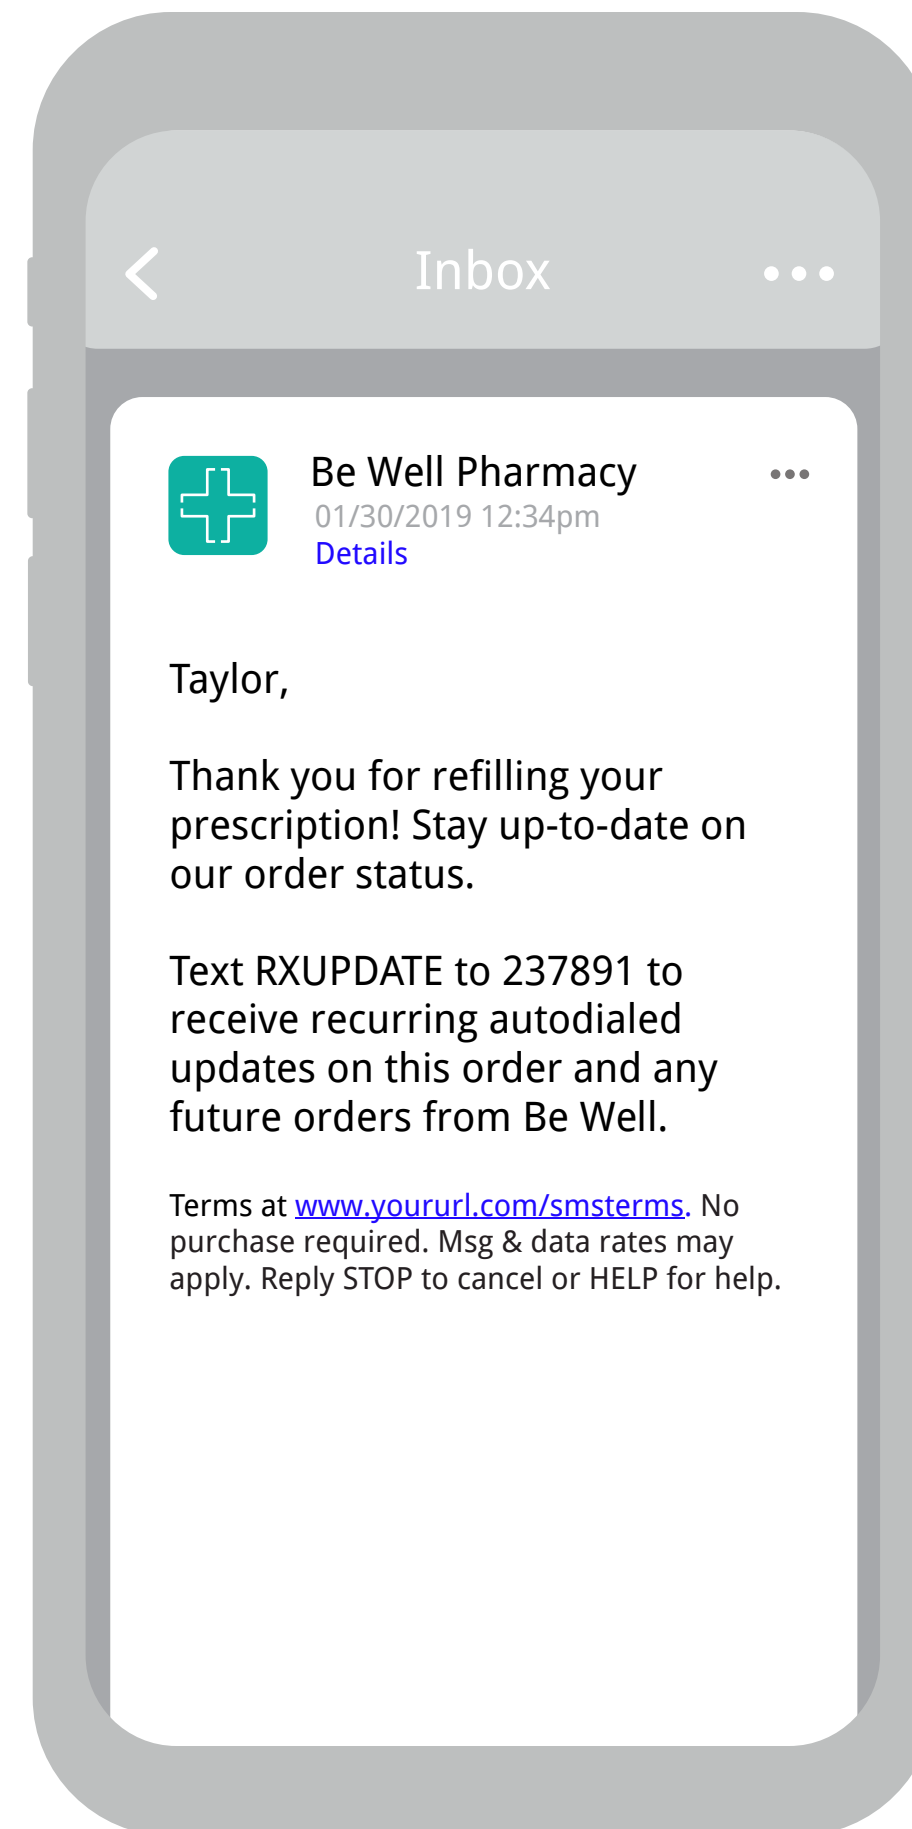 Inbox
Be Well Pharmacy
01/30/2019 12:34pm
Details
Taylor,
Thank you for refilling your
prescription! Stay up-to-date on
our order status.
Text RXUPDATE to 237891 to
receive recurring autodialed
updates on this order and any
future orders from Be Well.
Terms at www.yoururl.com/smsterms. No
purchase required. Msg & data rates may
apply. Reply STOP to cancel or HELP for help.